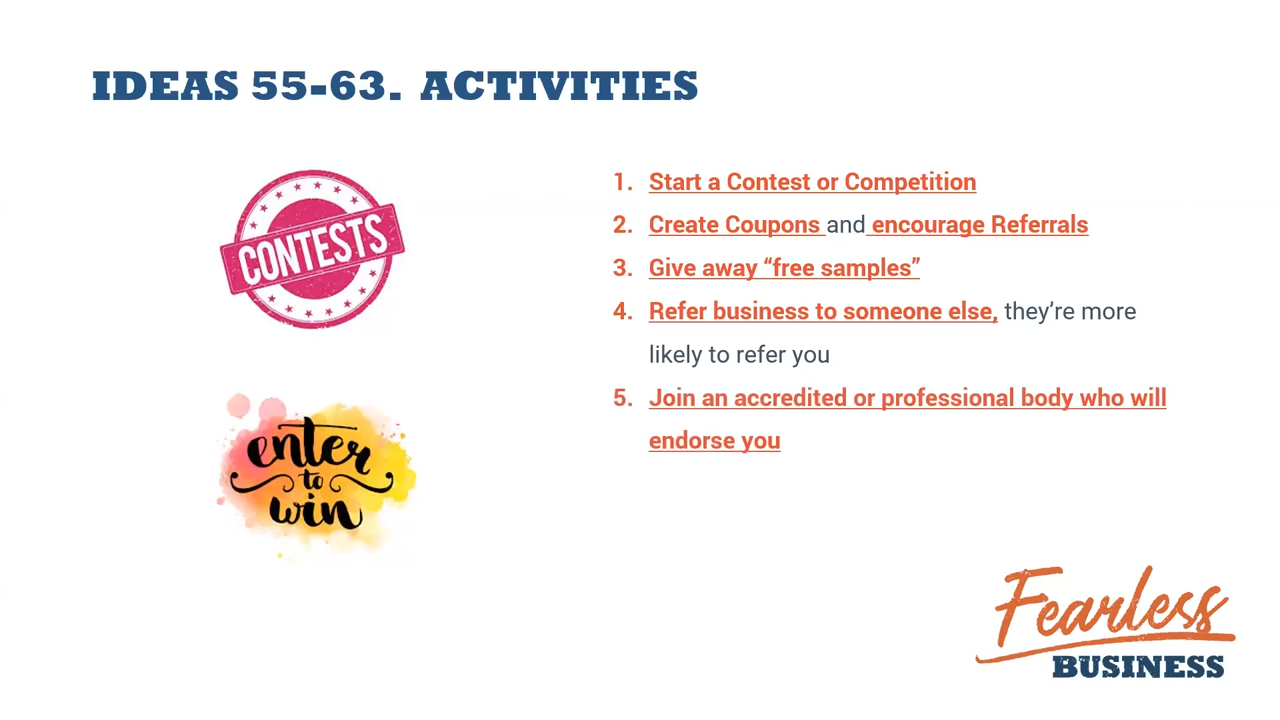 IDEAS 55-63. ACTIVITIES
CONTESTS
enter
to
win
1. Start a Contest or Competition
2. Create Coupons and encourage Referrals
3. Give away “free samples”
4. Refer business to someone else, they’re more
likely to refer you
5. Join an accredited or professional body who will
endorse you
Fearless
BUSINESS